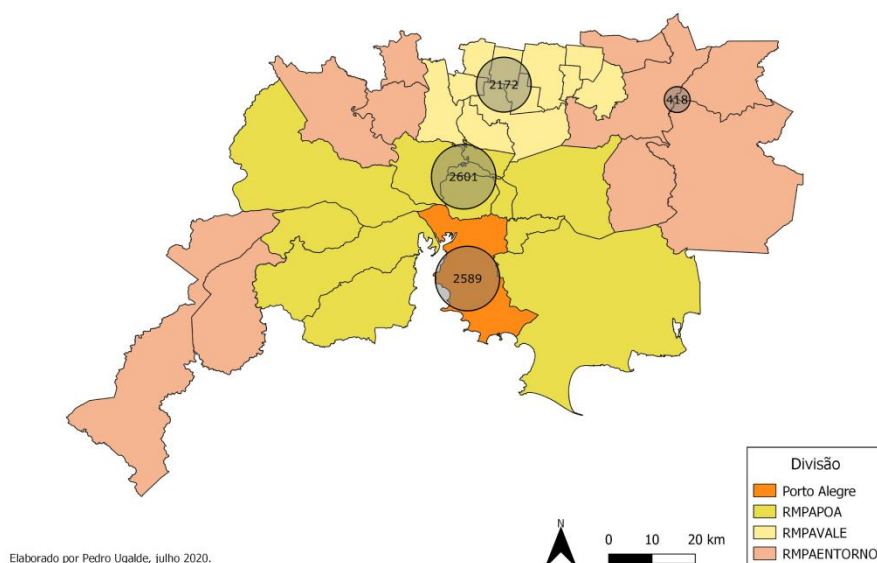 2172
418
2601
2589
Divisão
Porto Alegre
RMPAPOA
RMPAVALE
RMPAENTORNO
N
0 10 20 km
Elaborado por Pedro Ugalde, julho 2020.